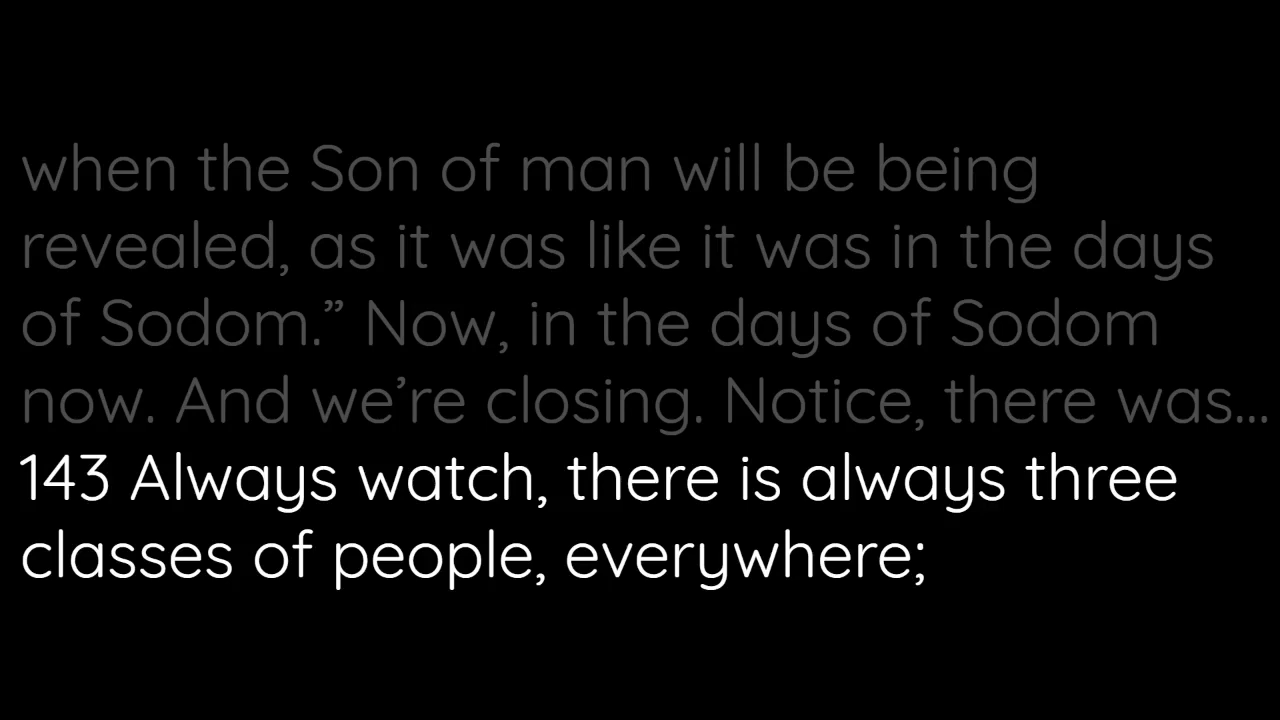 when the Son of man will be being
revealed, as it was like it was in the days
of Sodom.” Now, in the days of Sodom
now. And we’re closing. Notice, there was...
143 Always watch, there is always three
classes of people, everywhere;